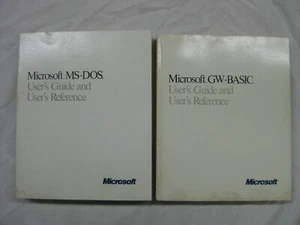 Microsoft MS-DOS®
User's Guide and
User's Reference
Microsoft
Microsoft GW-BASIC®
User's Guide and
User's Reference
Microsoft